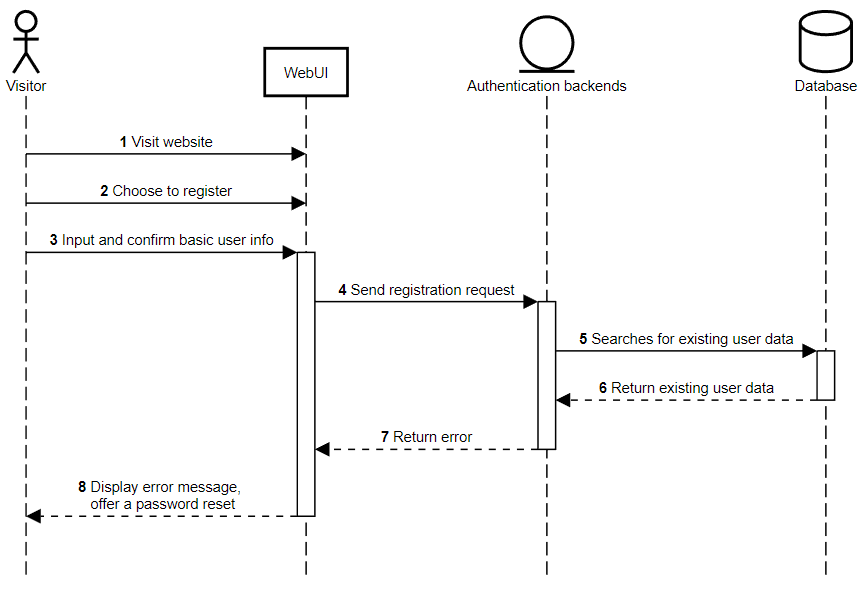 Visitor
WebUI
Authentication backends
Database
1 Visit website
2 Choose to register
3 Input and confirm basic user info
4 Send registration request
5 Searches for existing user data
6 Return existing user data
7 Return error
8 Display error message,
offer a password reset